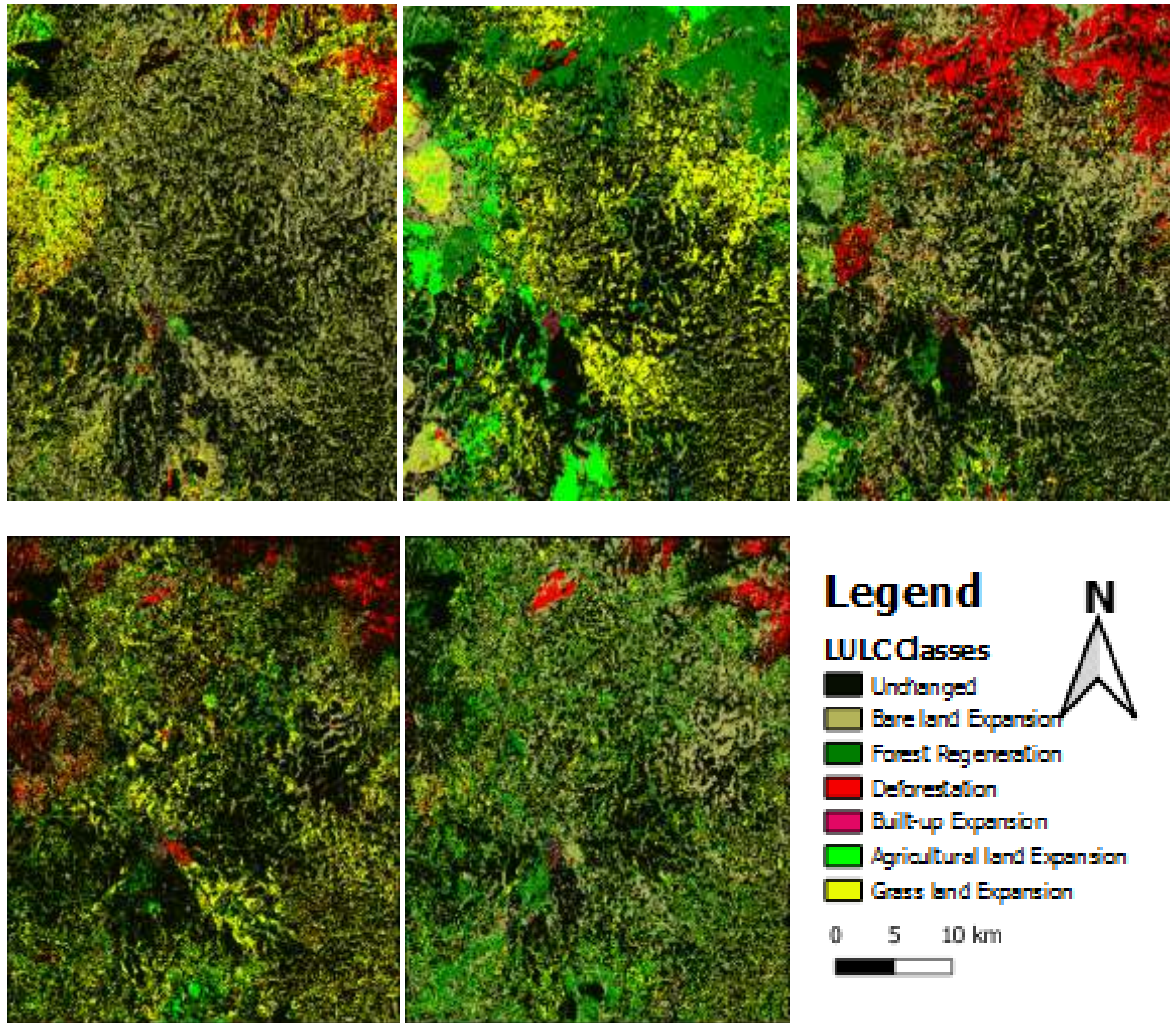 Legend
N
LULC Classes
Unchanged
Bare land Expansion
Forest Regeneration
Deforestation
Built-up Expansion
Agricultural land Expansion
Grass land Expansion
0 5 10 km